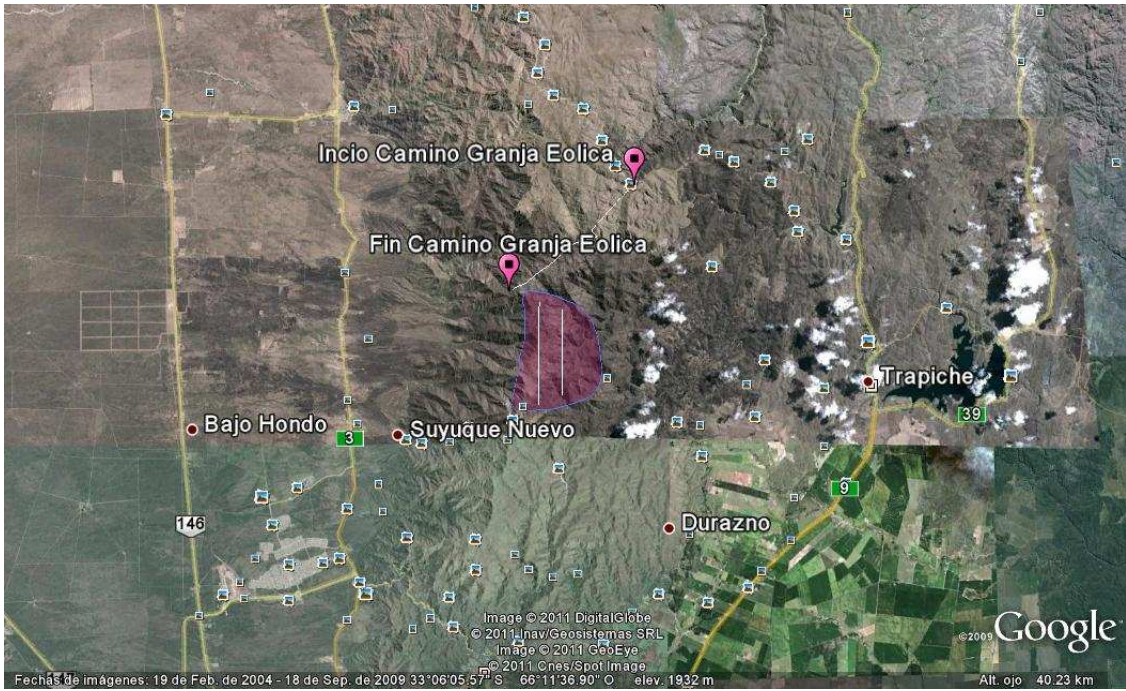 Incio Camino Granja Eolica
Fin Camino Granja Eolica
Trapiche
39
Bajo Hondo
3
Suyuque Nuevo
9
146
Durazno
Image © 2011 DigitalGlobe
© 2011 Inav/Geosistemas SRL
Image © 2011 GeoEye
© 2011 Cnes/Spot Image
©2009 Google
Fechas de imágenes: 19 de Feb. de 2004 - 18 de Sep. de 2009 33°06'05.57" S 66°11'36.90" O elev. 1932 m Alt. ojo 40.23 km